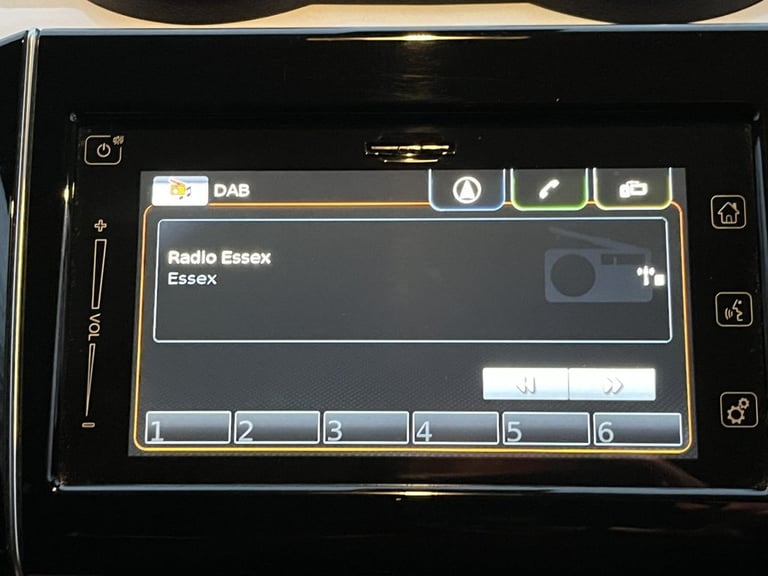 DAB
Radio Essex
Essex
VOL
1 2 3 4 5 6